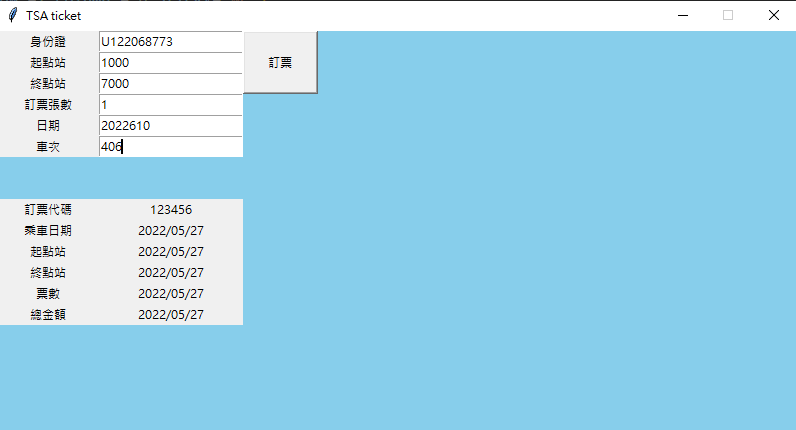 TSA ticket
身份證 U122068773 訂票
起點站 1000
終點站 7000
訂票張數 1
日期 2022610
車次 406
訂票代碼 123456
乘車日期 2022/05/27
起點站 2022/05/27
終點站 2022/05/27
票數 2022/05/27
總金額 2022/05/27